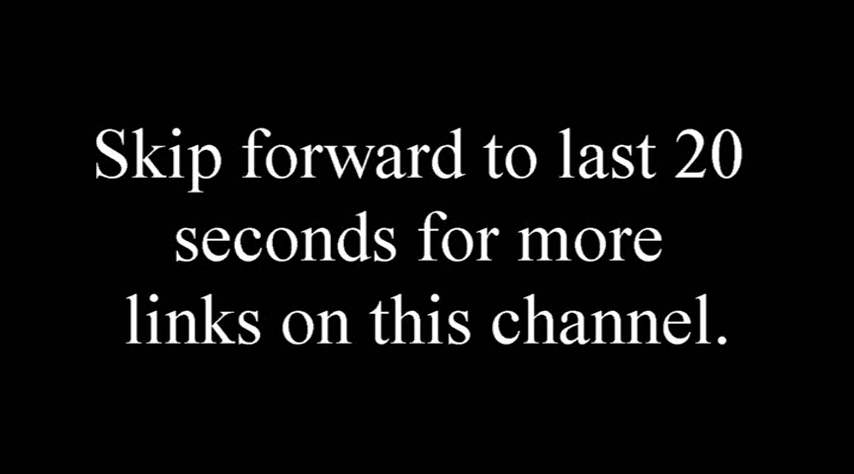 Skip forward to last 20
seconds for more
links on this channel.